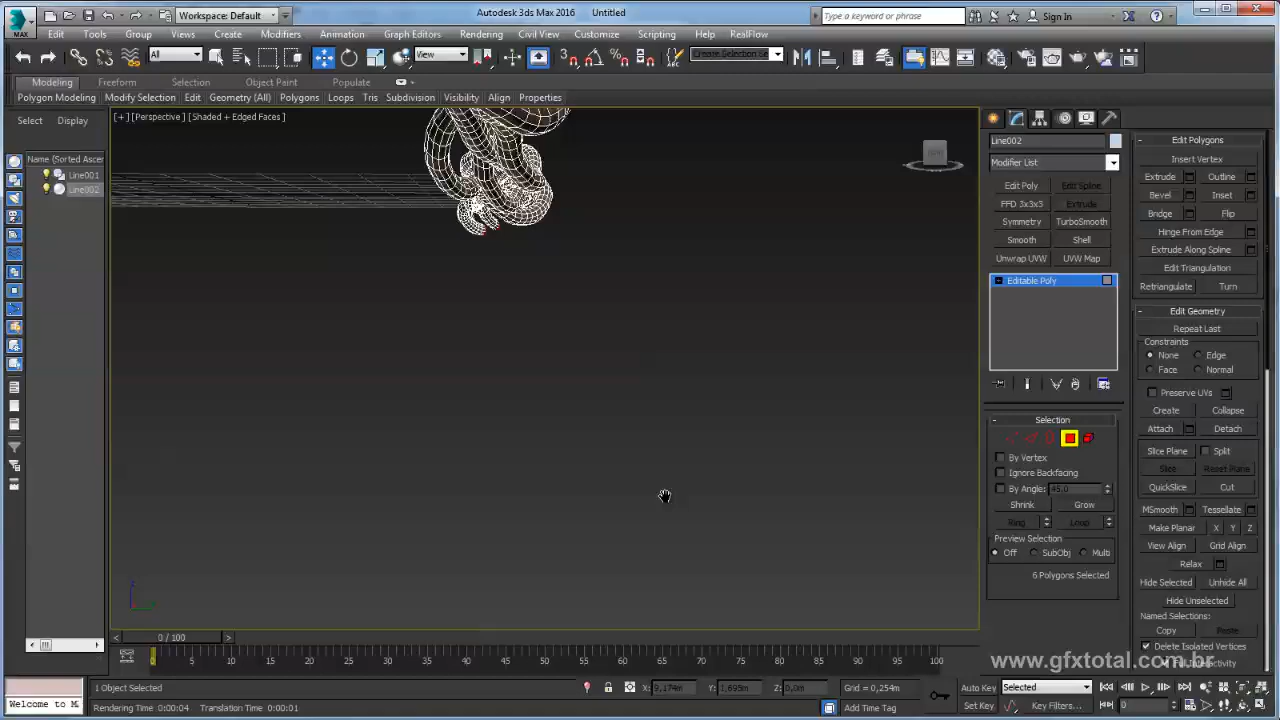 Workspace: Default
Autodesk 3ds Max 2016 Untitled
Type a keyword or phrase
Sign In
MAX
Edit Tools Group Views Create Modifiers Animation Graph Editors Rendering Civil View Customize Scripting Help RealFlow
All
View
Modeling Freeform Selection Object Paint Populate
Polygon Modeling Modify Selection Edit Geometry (All) Polygons Loops Tris Subdivision Visibility Align Properties
Select Display
Name (Sorted Ascen
Line001
Line002
[+] [Perspective] [Shaded + Edged Faces]
Line002
Modifier List
Edit Poly Edit Spline
FFD 3x3x3 Extrude
Symmetry TurboSmooth
Smooth Shell
Unwrap UVW UVW Map
Editable Poly
Selection
By Vertex
Ignore Backfacing
By Angle: 45.0
Shrink Grow
Ring Loop
Preview Selection
Off SubObj Multi
6 Polygons Selected
Edit Polygons
Insert Vertex
Extrude Outline
Bevel Inset
Bridge Flip
Hinge From Edge
Extrude Along Spline
Edit Triangulation
Retriangulate Turn
Edit Geometry
Repeat Last
Constraints
None Edge
Face Normal
Preserve UVs
Create Collapse
Attach Detach
Slice Plane Split
Slice Reset Plane
QuickSlice Cut
MSmooth Tessellate
Make Planar X Y Z
View Align Grid Align
Relax
Hide Selected Unhide All
Hide Unselected
Named Selections:
Copy Paste
Delete Isolated Vertices
Full Interactivity
www.gfxtotal.com.br
0 / 100
0 5 10 15 20 25 30 35 40 45 50 55 60 65 70 75 80 85 90 95 100
1 Object Selected
X: 9,174m Y: 1,695m Z: 0,0m Grid = 0,254m
Auto Key Selected
Welcome to M
Rendering Time: 0:00:04 Translation Time: 0:00:01
Add Time Tag
Set Key Key Filters...
0